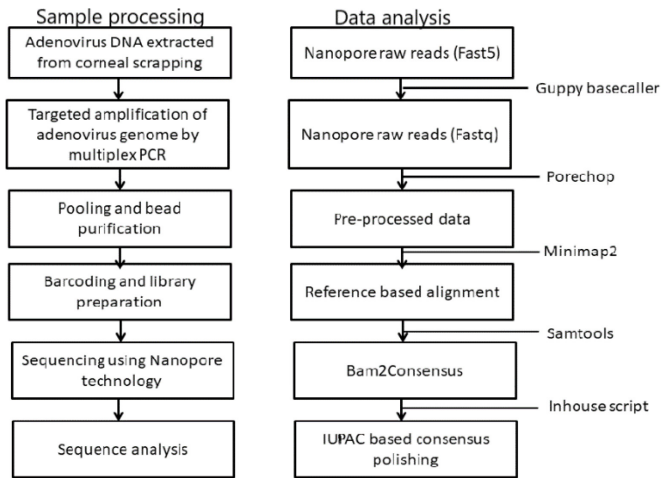 Sample processing
Adenovirus DNA extracted
from corneal scrapping
Targeted amplification of
adenovirus genome by
multiplex PCR
Pooling and bead
purification
Barcoding and library
preparation
Sequencing using Nanopore
technology
Sequence analysis
Data analysis
Nanopore raw reads (Fast5)
Guppy basecaller
Nanopore raw reads (Fastq)
Porechop
Pre-processed data
Minimap2
Reference based alignment
Samtools
Bam2Consensus
Inhouse script
IUPAC based consensus
polishing